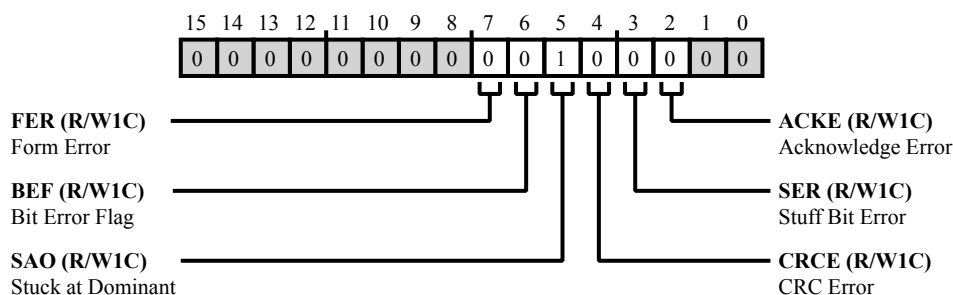 15 14 13 12 11 10 9 8 7 6 5 4 3 2 1 0
0 0 0 0 0 0 0 0 0 0 1 0 0 0 0 0
FER (R/W1C)
Form Error
BEF (R/W1C)
Bit Error Flag
SAO (R/W1C)
Stuck at Dominant
ACKE (R/W1C)
Acknowledge Error
SER (R/W1C)
Stuff Bit Error
CRCE (R/W1C)
CRC Error